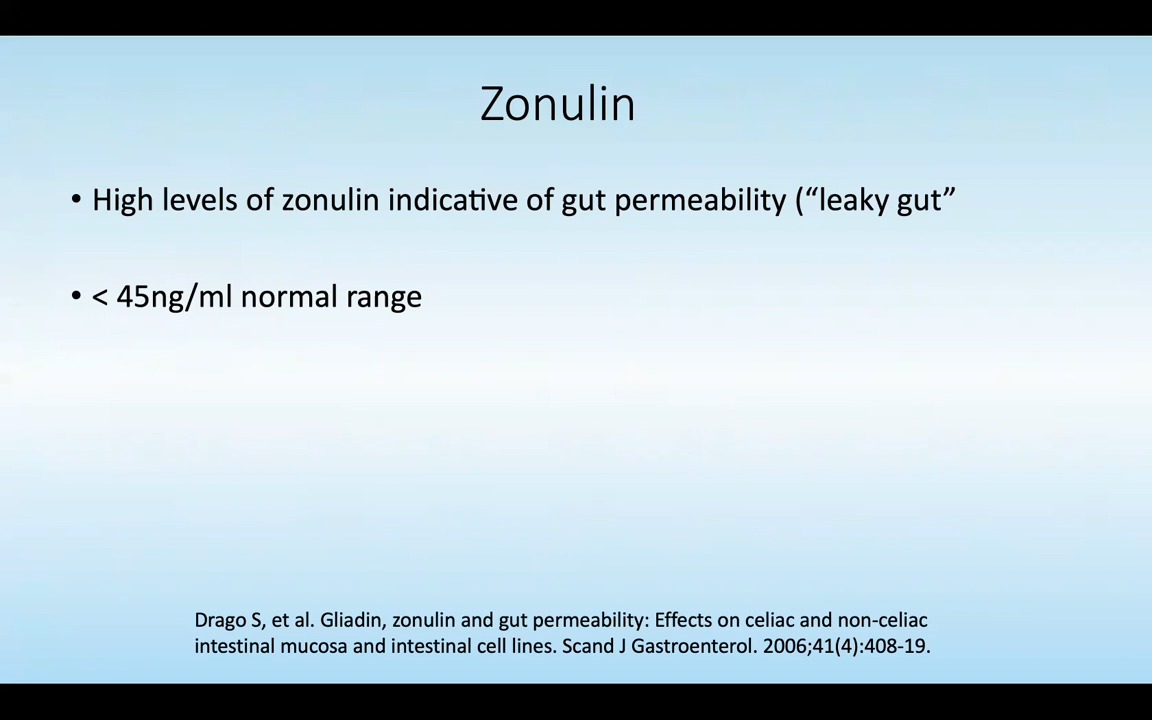 Zonulin
• High levels of zonulin indicative of gut permeability (“leaky gut”
• < 45ng/ml normal range
Drago S, et al. Gliadin, zonulin and gut permeability: Effects on celiac and non-celiac
intestinal mucosa and intestinal cell lines. Scand J Gastroenterol. 2006;41(4):408-19.